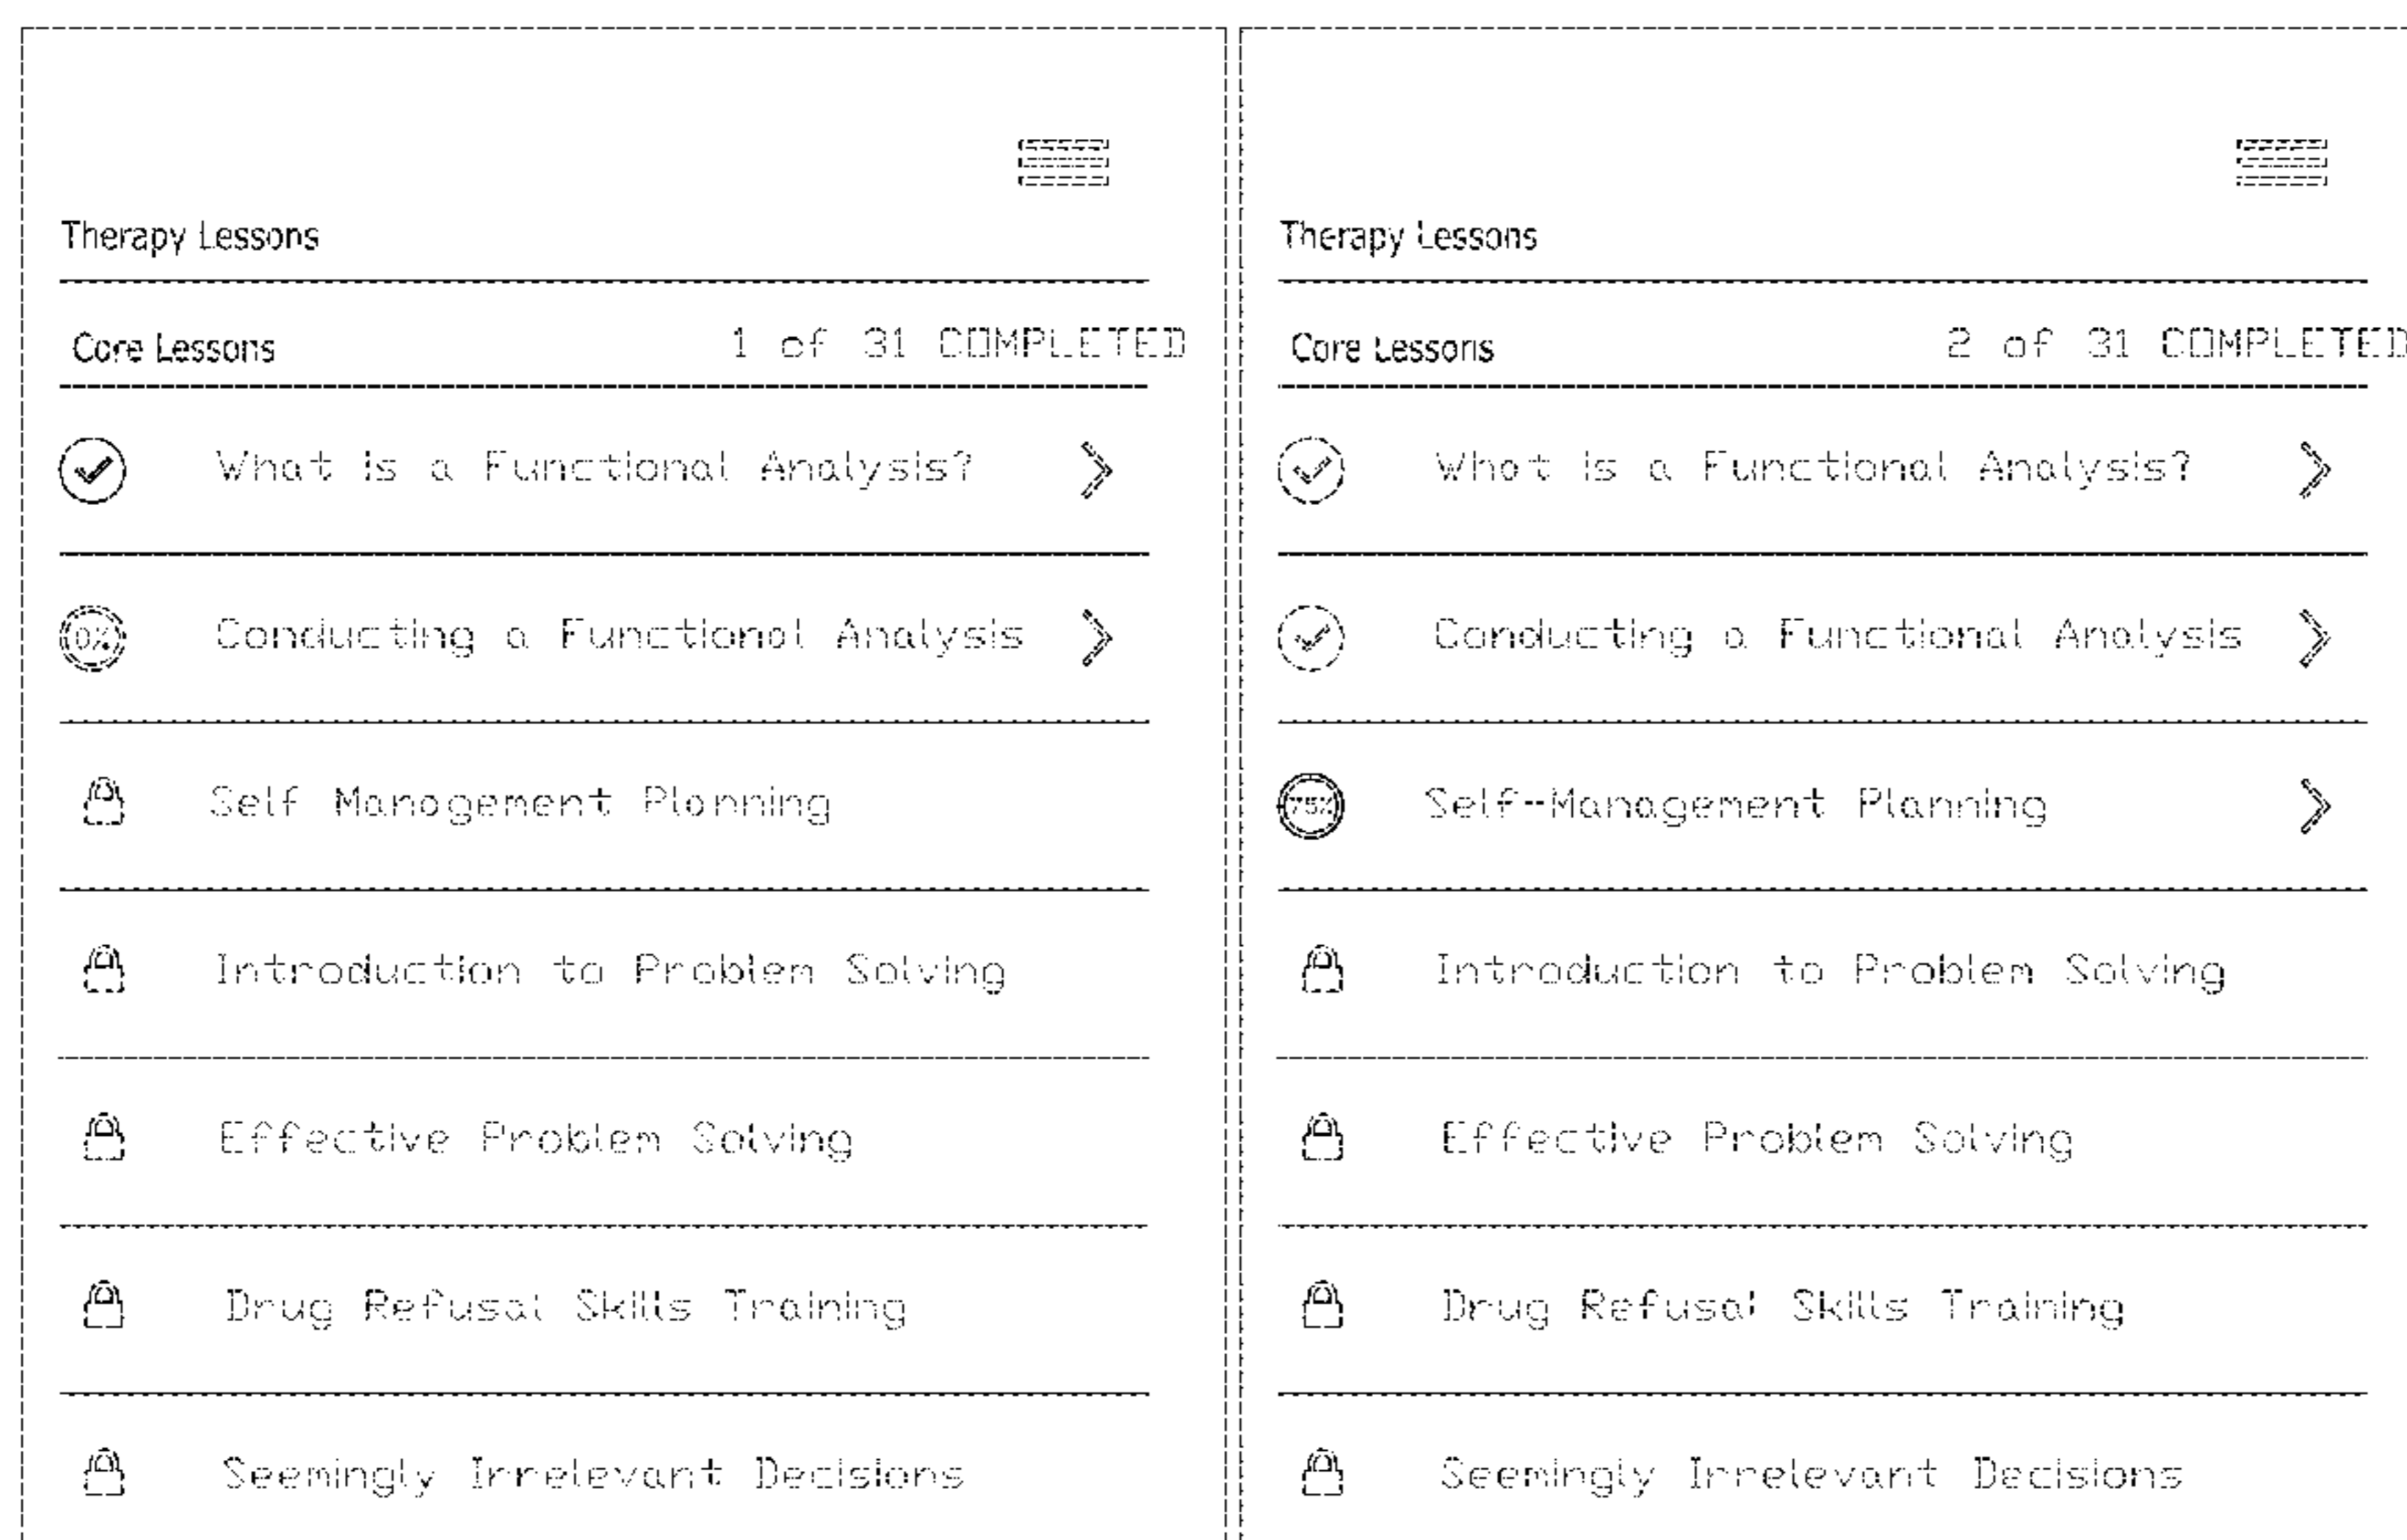 Therapy Lessons
Core Lessons 1 of 31 COMPLETED
What is a Functional Analysis?
0% Conducting a Functional Analysis
Self Management Planning
Introduction to Problem Solving
Effective Problem Solving
Drug Refusal Skills Training
Seemingly Irrelevant Decisions
Therapy Lessons
Core Lessons 2 of 31 COMPLETED
What is a Functional Analysis?
Conducting a Functional Analysis
75% Self-Management Planning
Introduction to Problem Solving
Effective Problem Solving
Drug Refusal Skills Training
Seemingly Irrelevant Decisions